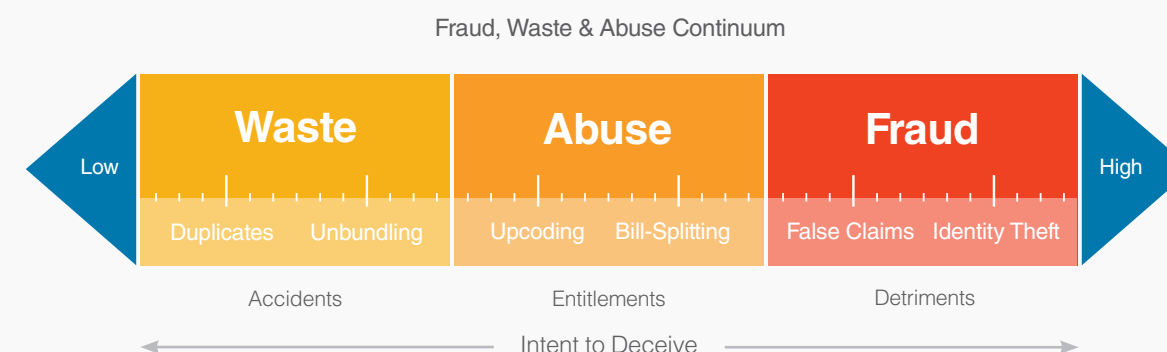 Fraud, Waste & Abuse Continuum
Waste Abuse Fraud
Low High
Duplicates Unbundling Upcoding Bill-Splitting False Claims Identity Theft
Accidents Entitlements Detriments
Intent to Deceive